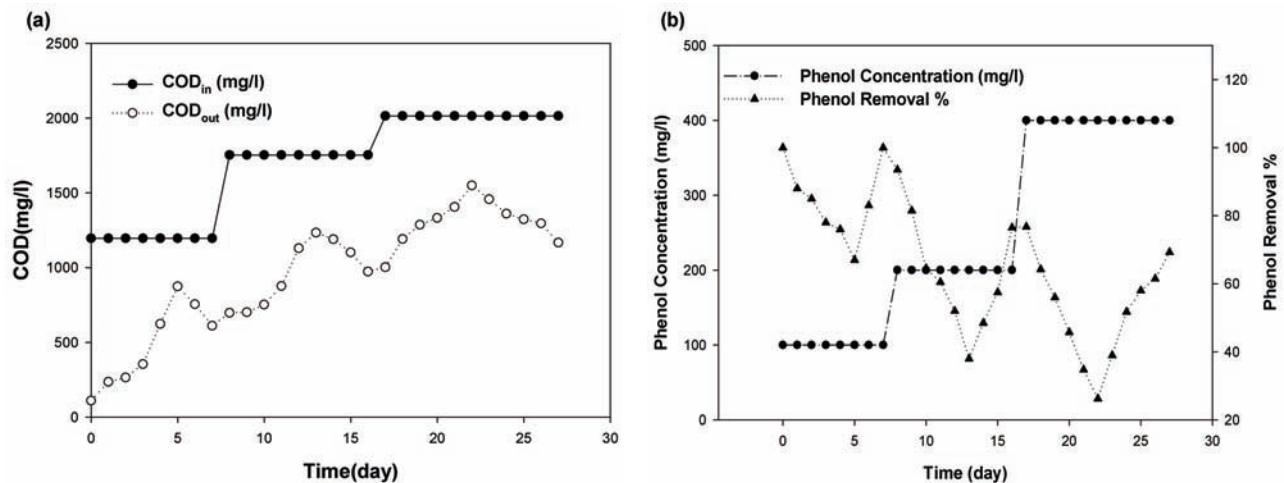 (a)
2500
2000
1500
1000
500
0
COD(mg/l)
CODin (mg/l)
CODout (mg/l)
0 5 10 15 20 25 30
Time(day)
(b)
500
400
300
200
100
0
Phenol Concentration (mg/l)
Phenol Concentration (mg/l)
Phenol Removal %
120
100
80
60
40
20
Phenol Removal %
0 5 10 15 20 25 30
Time (day)